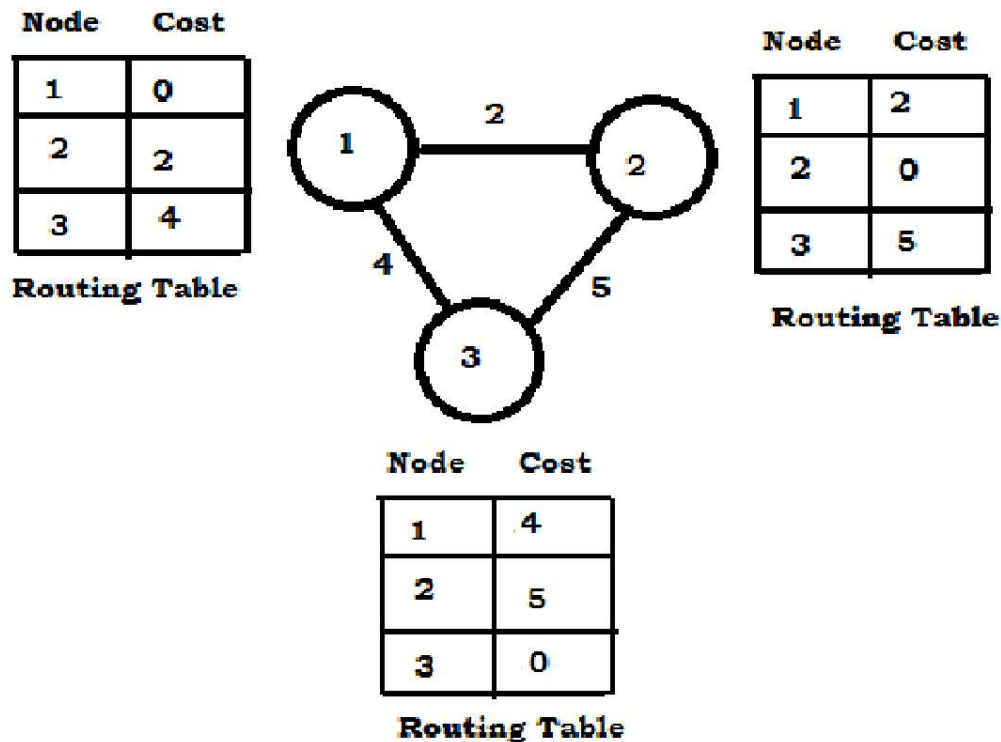 Node Cost
1 0
2 2
3 4
Routing Table
1
2
2
4
5
3
Node Cost
1 2
2 0
3 5
Routing Table
Node Cost
1 4
2 5
3 0
Routing Table